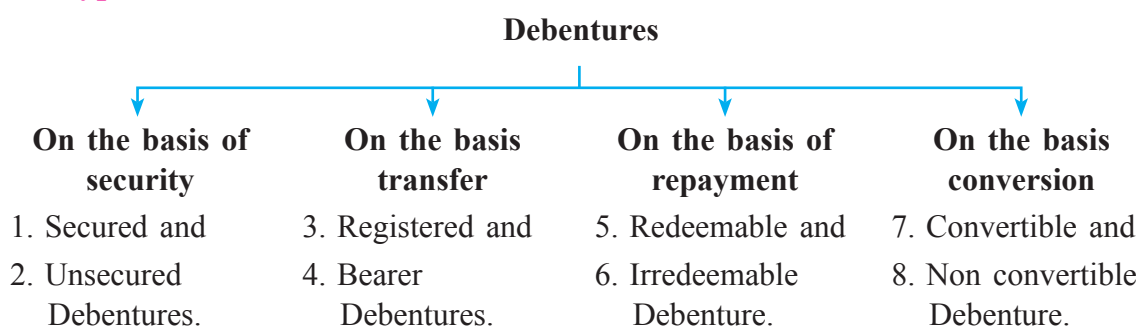 Debentures
On the basis of
security
1. Secured and
2. Unsecured
Debentures.
On the basis
transfer
3. Registered and
4. Bearer
Debentures.
On the basis of
repayment
5. Redeemable and
6. Irredeemable
Debenture.
On the basis
conversion
7. Convertible and
8. Non convertible
Debenture.